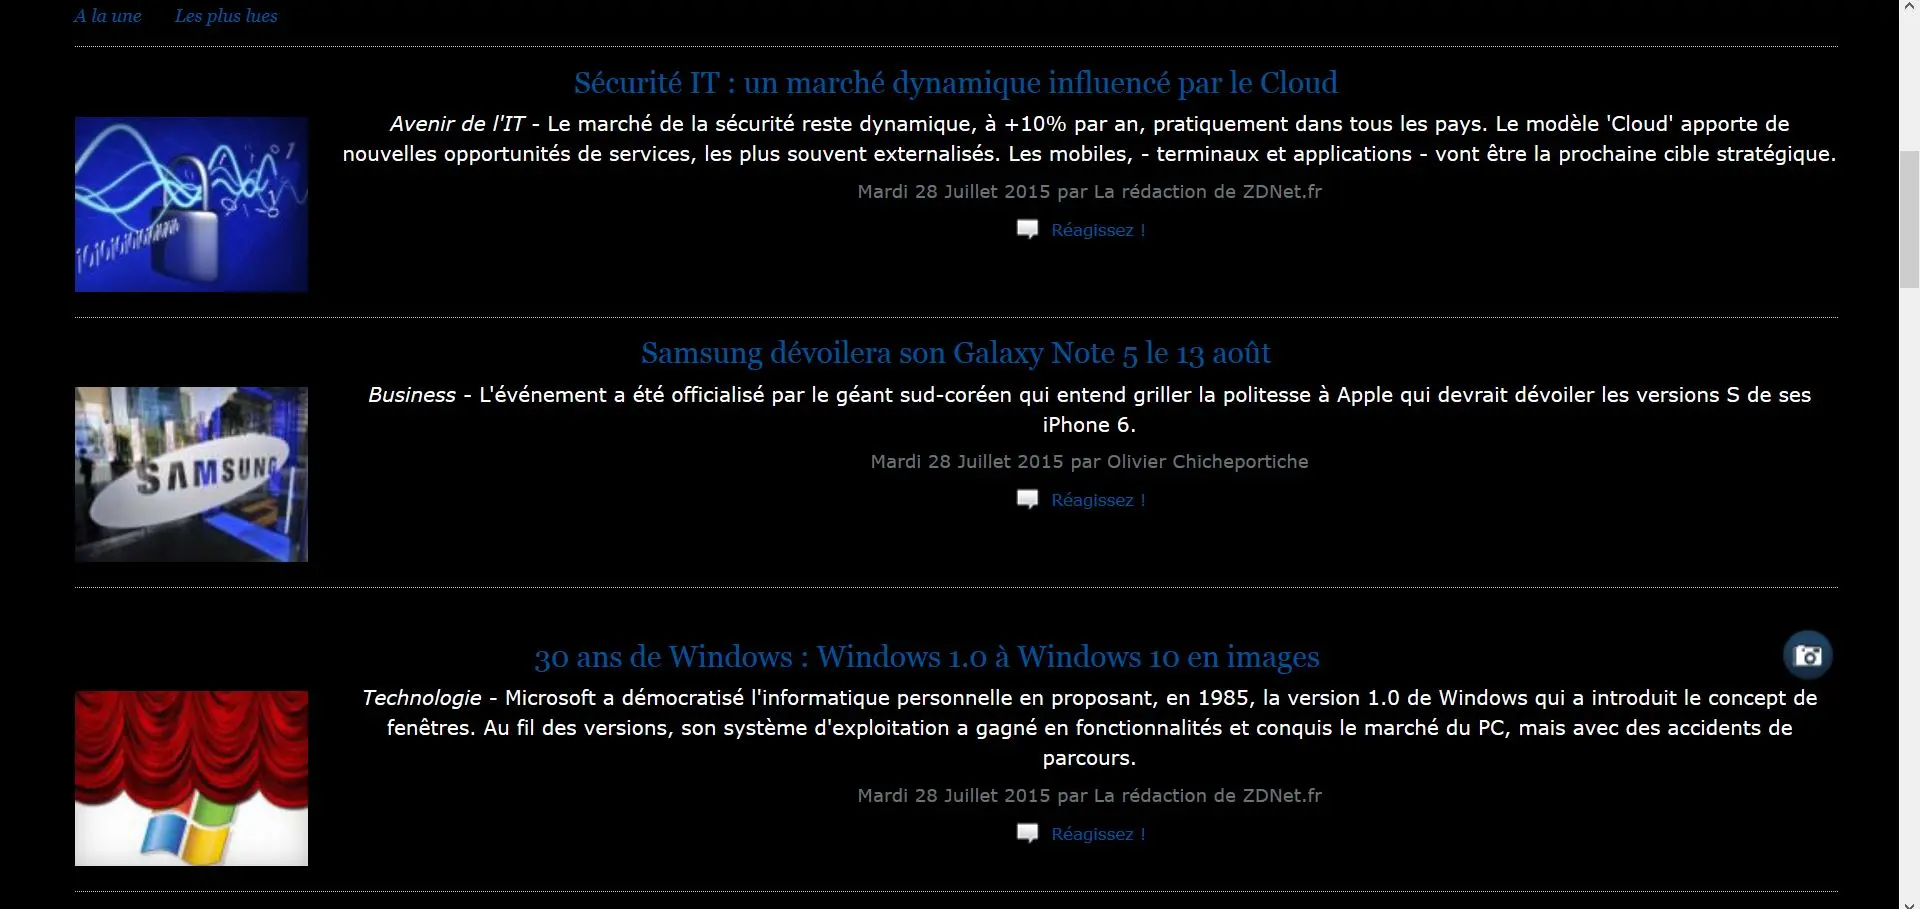 A la une Les plus lues
Sécurité IT : un marché dynamique influencé par le Cloud
Avenir de l'IT - Le marché de la sécurité reste dynamique, à +10% par an, pratiquement dans tous les pays. Le modèle 'Cloud' apporte de
nouvelles opportunités de services, les plus souvent externalisés. Les mobiles, - terminaux et applications - vont être la prochaine cible stratégique.
Mardi 28 Juillet 2015 par La rédaction de ZDNet.fr
Réagissez !
Samsung dévoilera son Galaxy Note 5 le 13 août
Business - L'événement a été officialisé par le géant sud-coréen qui entend griller la politesse à Apple qui devrait dévoiler les versions S de ses
iPhone 6.
SAMSUNG
Mardi 28 Juillet 2015 par Olivier Chicheportiche
Réagissez !
30 ans de Windows : Windows 1.0 à Windows 10 en images
Technologie - Microsoft a démocratisé l'informatique personnelle en proposant, en 1985, la version 1.0 de Windows qui a introduit le concept de
fenêtres. Au fil des versions, son système d'exploitation a gagné en fonctionnalités et conquis le marché du PC, mais avec des accidents de
parcours.
Mardi 28 Juillet 2015 par La rédaction de ZDNet.fr
Réagissez !